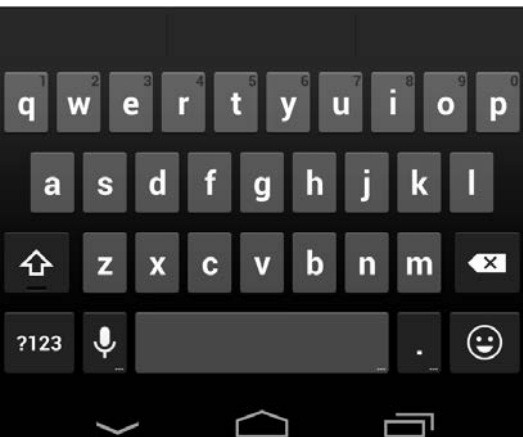 1 2 3 4 5 6 7 8 9 0
q w e r t y u i o p
a s d f g h j k l
z x c v b n m
?123 ... ... . ...